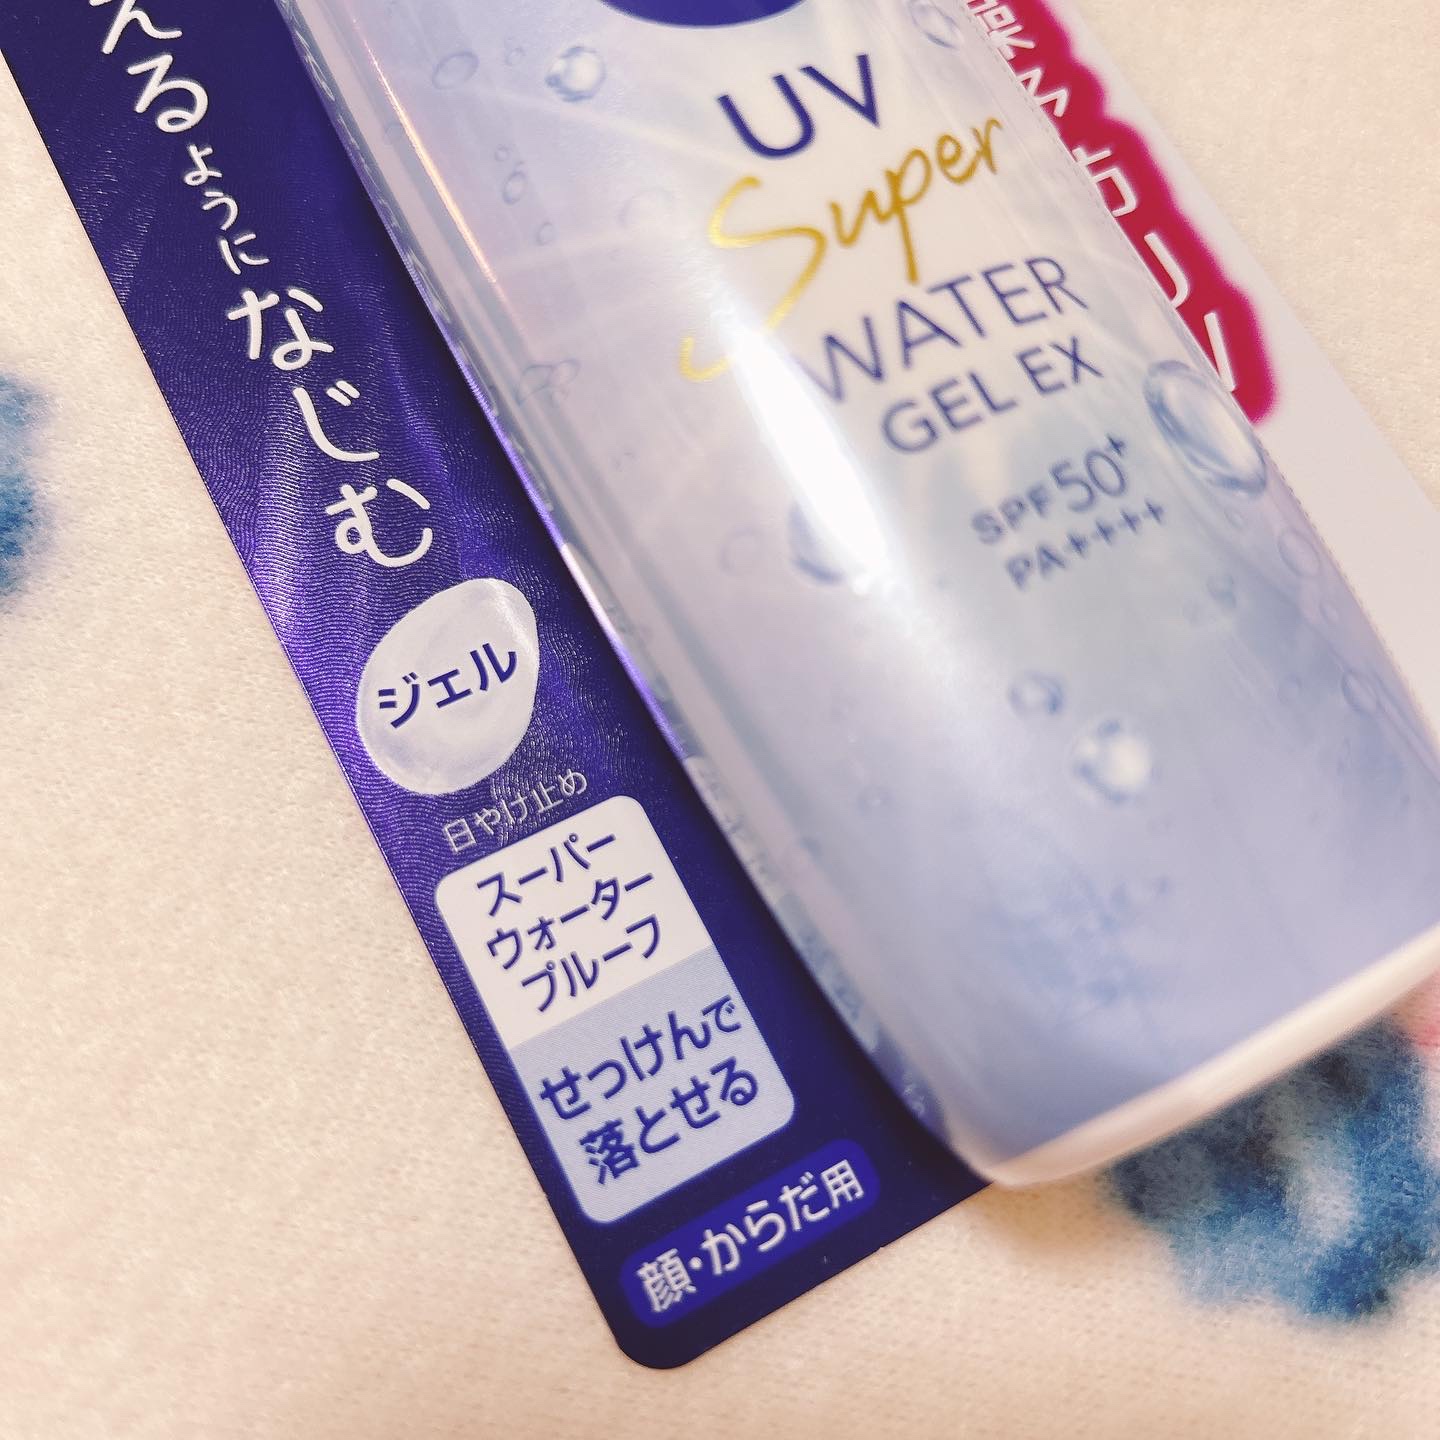 えるようになじむ
ジェル
日やけ止め
スーパー
ウォーター
プルーフ
せっけんで
落とせる
顔・からだ用
UV
Super
WATER
GEL EX
SPF50+
PA++++